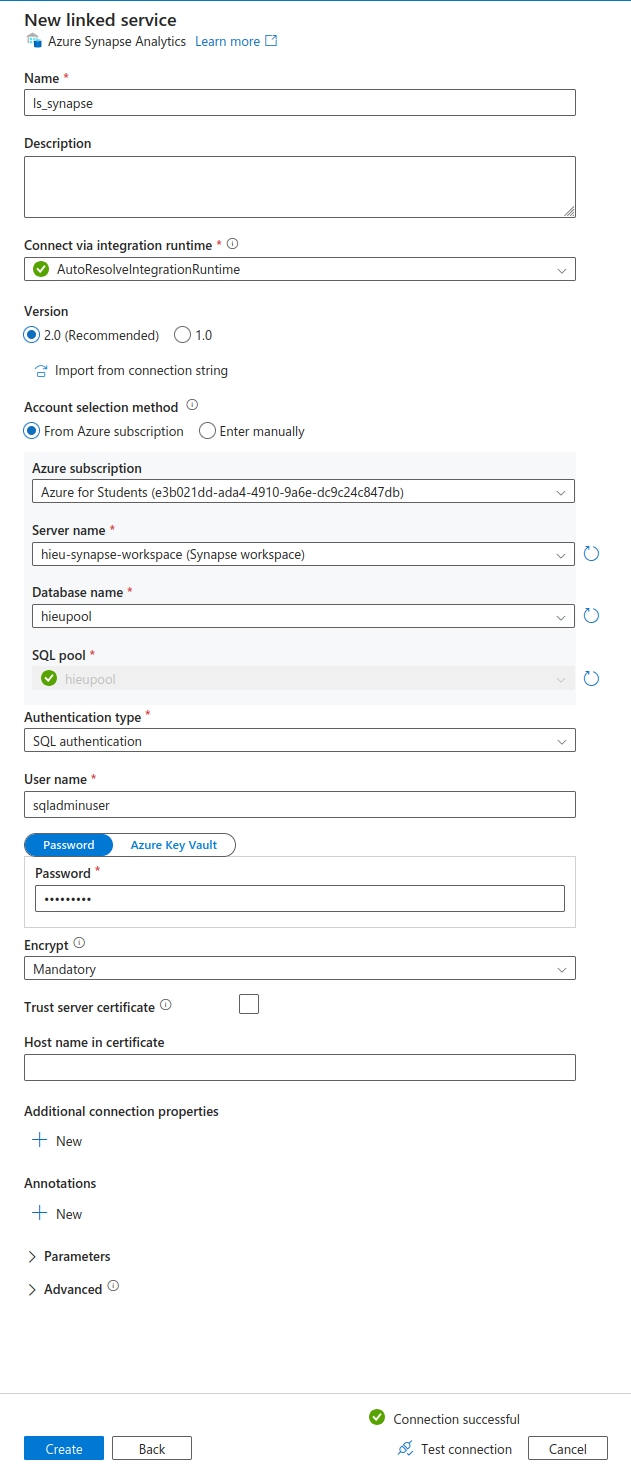 New linked service
Azure Synapse Analytics Learn more
Name *
ls_synapse
Description
Connect via integration runtime *
AutoResolveIntegrationRuntime
Version
2.0 (Recommended) 1.0
Import from connection string
Account selection method
From Azure subscription Enter manually
Azure subscription
Azure for Students (e3b021dd-ada4-4910-9a6e-dc9c24c847db)
Server name *
hieu-synapse-workspace (Synapse workspace)
Database name *
hieupool
SQL pool *
hieupool
Authentication type *
SQL authentication
User name *
sqladminuser
Password Azure Key Vault
Password *
•••••••••
Encrypt
Mandatory
Trust server certificate
Host name in certificate
Additional connection properties
New
Annotations
New
Parameters
Advanced
Connection successful
Create Back Test connection Cancel